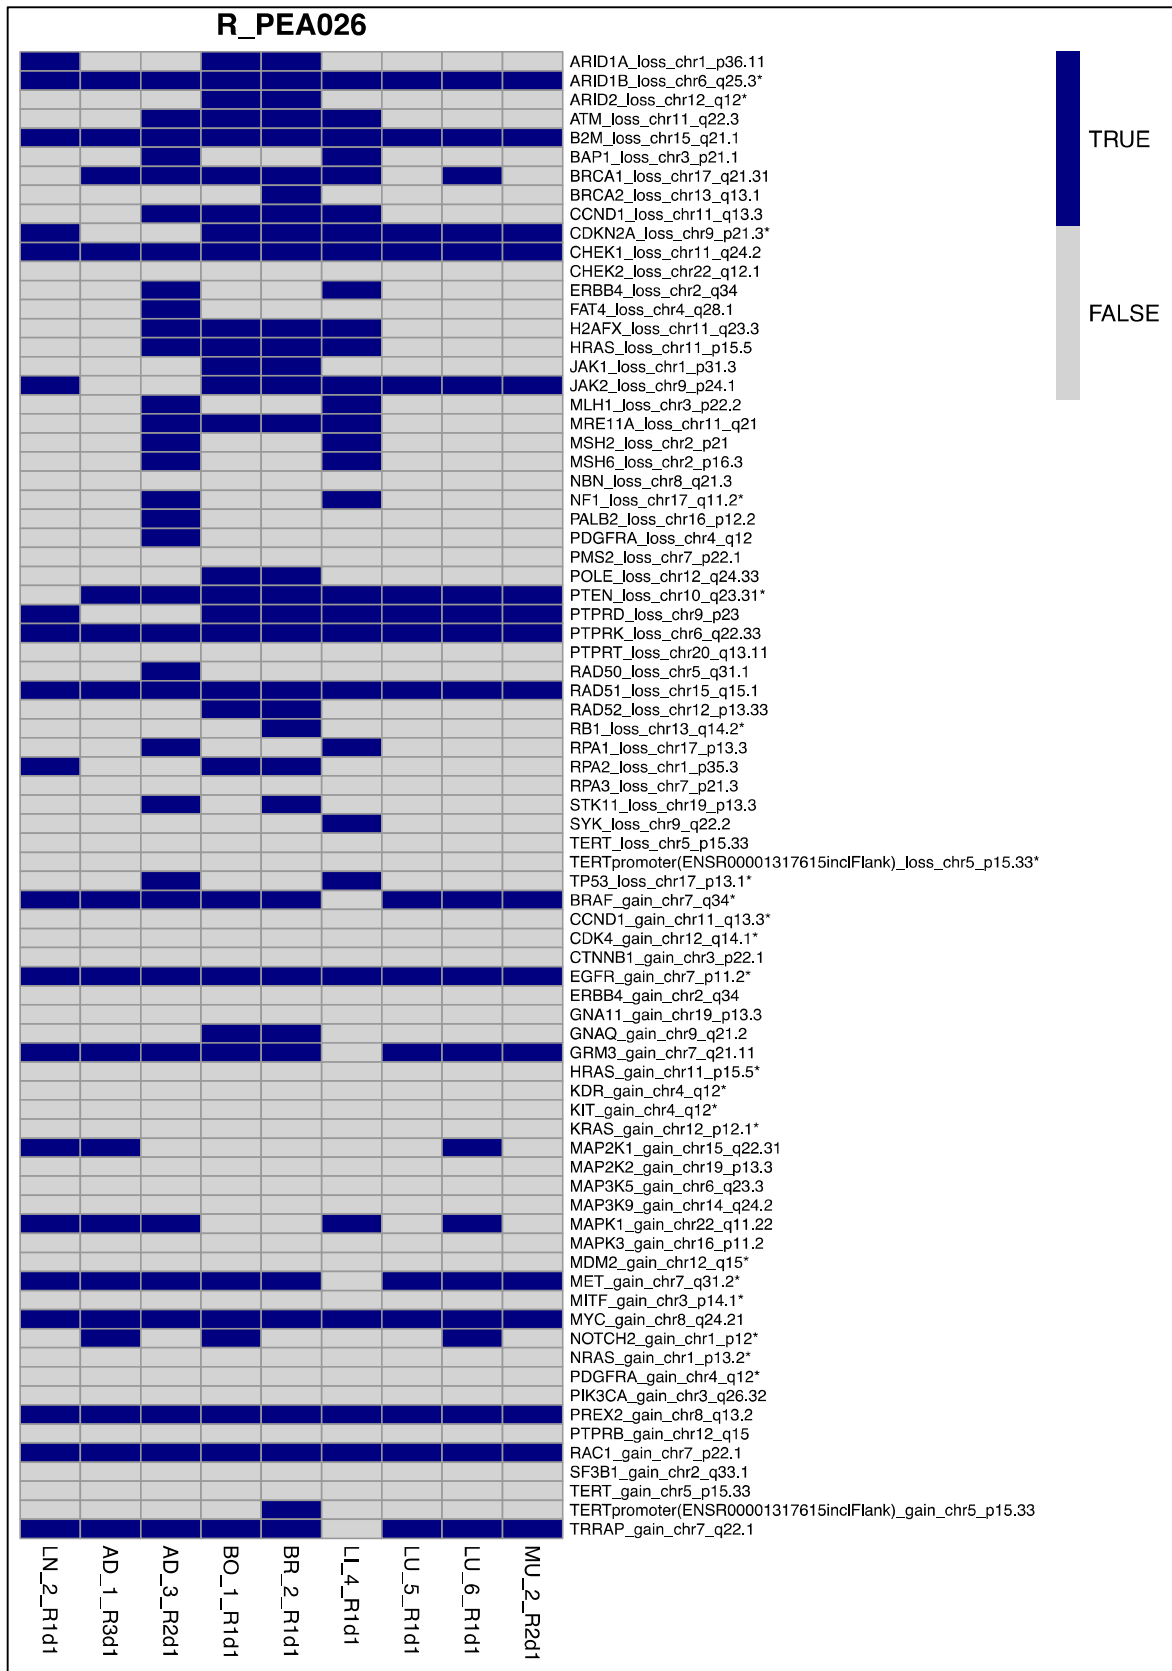 R_PEA026
ARID1A_loss_chr1_p36.11
ARID1B_loss_chr6_q25.3*
ARID2_loss_chr12_q12*
ATM_loss_chr11_q22.3
B2M_loss_chr15_q21.1
BAP1_loss_chr3_p21.1
BRCA1_loss_chr17_q21.31
BRCA2_loss_chr13_q13.1
CCND1_loss_chr11_q13.3
CDKN2A_loss_chr9_p21.3*
CHEK1_loss_chr11_q24.2
CHEK2_loss_chr22_q12.1
ERBB4_loss_chr2_q34
FAT4_loss_chr4_q28.1
H2AFX_loss_chr11_q23.3
HRAS_loss_chr11_p15.5
JAK1_loss_chr1_p31.3
JAK2_loss_chr9_p24.1
MLH1_loss_chr3_p22.2
MRE11A_loss_chr11_q21
MSH2_loss_chr2_p21
MSH6_loss_chr2_p16.3
NBN_loss_chr8_q21.3
NF1_loss_chr17_q11.2*
PALB2_loss_chr16_p12.2
PDGFRA_loss_chr4_q12
PMS2_loss_chr7_p22.1
POLE_loss_chr12_q24.33
PTEN_loss_chr10_q23.31*
PTPRD_loss_chr9_p23
PTPRK_loss_chr6_q22.33
PTPRT_loss_chr20_q13.11
RAD50_loss_chr5_q31.1
RAD51_loss_chr15_q15.1
RAD52_loss_chr12_p13.33
RB1_loss_chr13_q14.2*
RPA1_loss_chr17_p13.3
RPA2_loss_chr1_p35.3
RPA3_loss_chr7_p21.3
STK11_loss_chr19_p13.3
SYK_loss_chr9_q22.2
TERT_loss_chr5_p15.33
TERTpromoter(ENSR00001317615inclFlank)_loss_chr5_p15.33*
TP53_loss_chr17_p13.1*
BRAF_gain_chr7_q34*
CCND1_gain_chr11_q13.3*
CDK4_gain_chr12_q14.1*
CTNNB1_gain_chr3_p22.1
EGFR_gain_chr7_p11.2*
ERBB4_gain_chr2_q34
GNA11_gain_chr19_p13.3
GNAQ_gain_chr9_q21.2
GRM3_gain_chr7_q21.11
HRAS_gain_chr11_p15.5*
KDR_gain_chr4_q12*
KIT_gain_chr4_q12*
KRAS_gain_chr12_p12.1*
MAP2K1_gain_chr15_q22.31
MAP2K2_gain_chr19_p13.3
MAP3K5_gain_chr6_q23.3
MAP3K9_gain_chr14_q24.2
MAPK1_gain_chr22_q11.22
MAPK3_gain_chr16_p11.2
MDM2_gain_chr12_q15*
MET_gain_chr7_q31.2*
MITF_gain_chr3_p14.1*
MYC_gain_chr8_q24.21
NOTCH2_gain_chr1_p12*
NRAS_gain_chr1_p13.2*
PDGFRA_gain_chr4_q12*
PIK3CA_gain_chr3_q26.32
PREX2_gain_chr8_q13.2
PTPRB_gain_chr12_q15
RAC1_gain_chr7_p22.1
SF3B1_gain_chr2_q33.1
TERT_gain_chr5_p15.33
TERTpromoter(ENSR00001317615inclFlank)_gain_chr5_p15.33
TRRAP_gain_chr7_q22.1
LN_2_R1d1
AD_1_R3d1
AD_3_R2d1
BO_1_R1d1
BR_2_R1d1
LI_4_R1d1
LU_5_R1d1
LU_6_R1d1
MU_2_R2d1
TRUE
FALSE